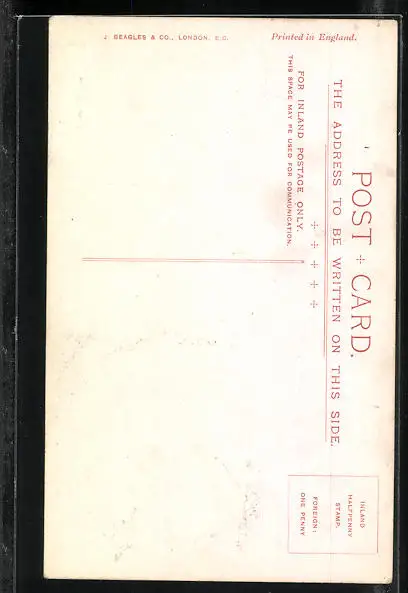 POST CARD.
THE ADDRESS TO BE WRITTEN ON THIS SIDE.
FOR INLAND POSTAGE ONLY.
THIS SPACE MAY BE USED FOR COMMUNICATION.
INLAND
HALFPENNY
STAMP.
FOREIGN:
ONE PENNY
J. BEAGLES & CO., LONDON, E.C.
Printed in England.